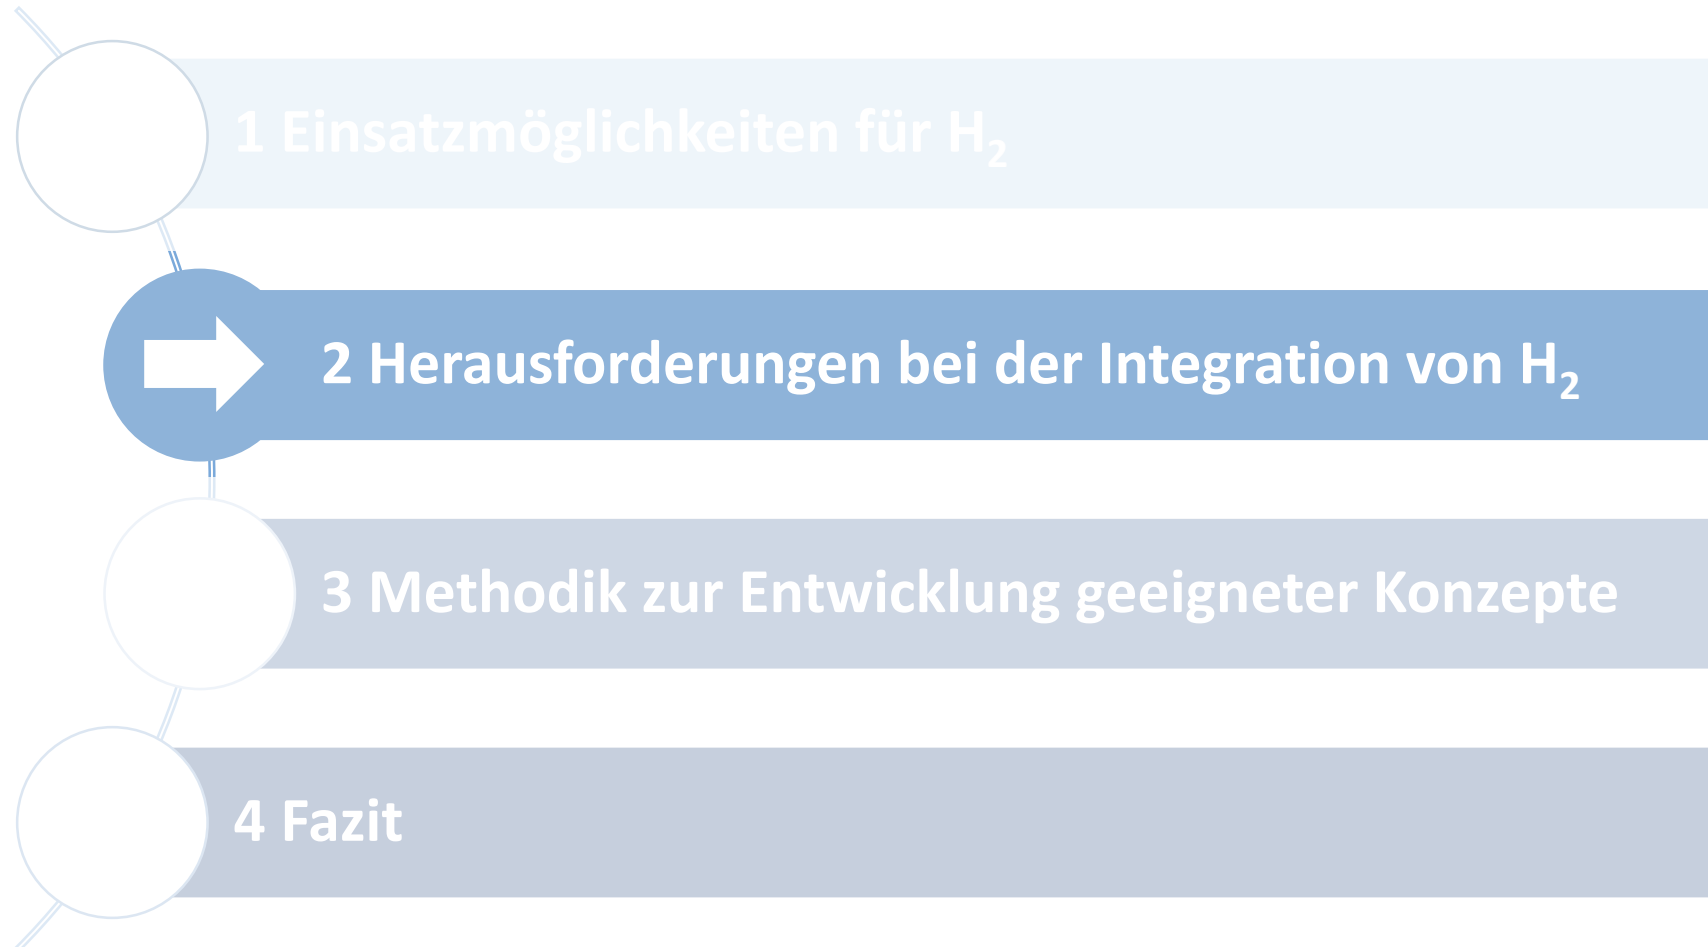 1 Einsatzmöglichkeiten für H₂
2 Herausforderungen bei der Integration von H₂
3 Methodik zur Entwicklung geeigneter Konzepte
4 Fazit